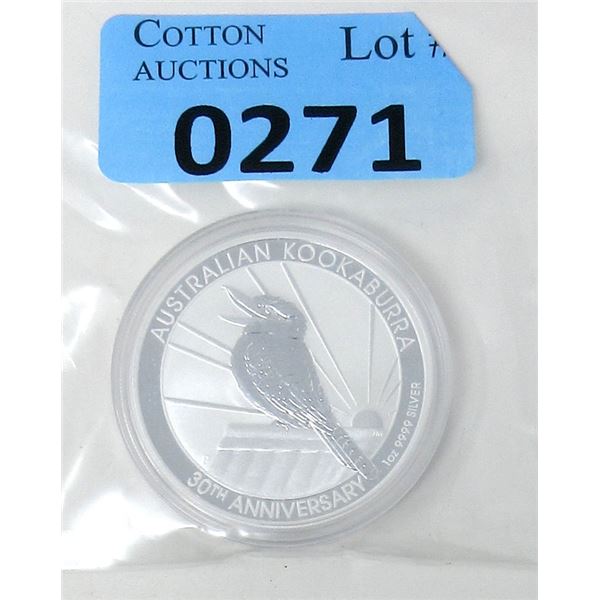 COTTON Lot #
AUCTIONS
0271
AUSTRALIAN KOOKABURRA
1oz 9999 SILVER
30TH ANNIVERSARY